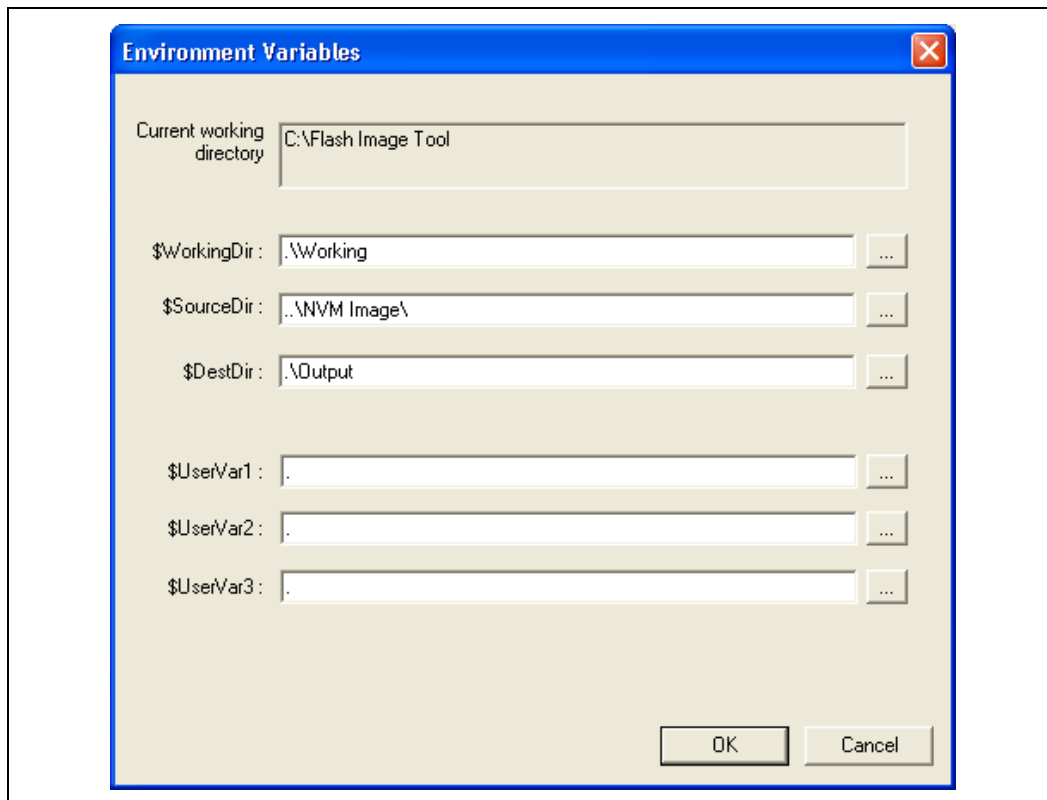 Environment Variables
Current working
directory
C:\Flash Image Tool
$WorkingDir :
.\Working
...
$SourceDir :
..\NVM Image\
...
$DestDir :
.\Output
...
$UserVar1 :
.
...
$UserVar2 :
.
...
$UserVar3 :
.
...
OK
Cancel